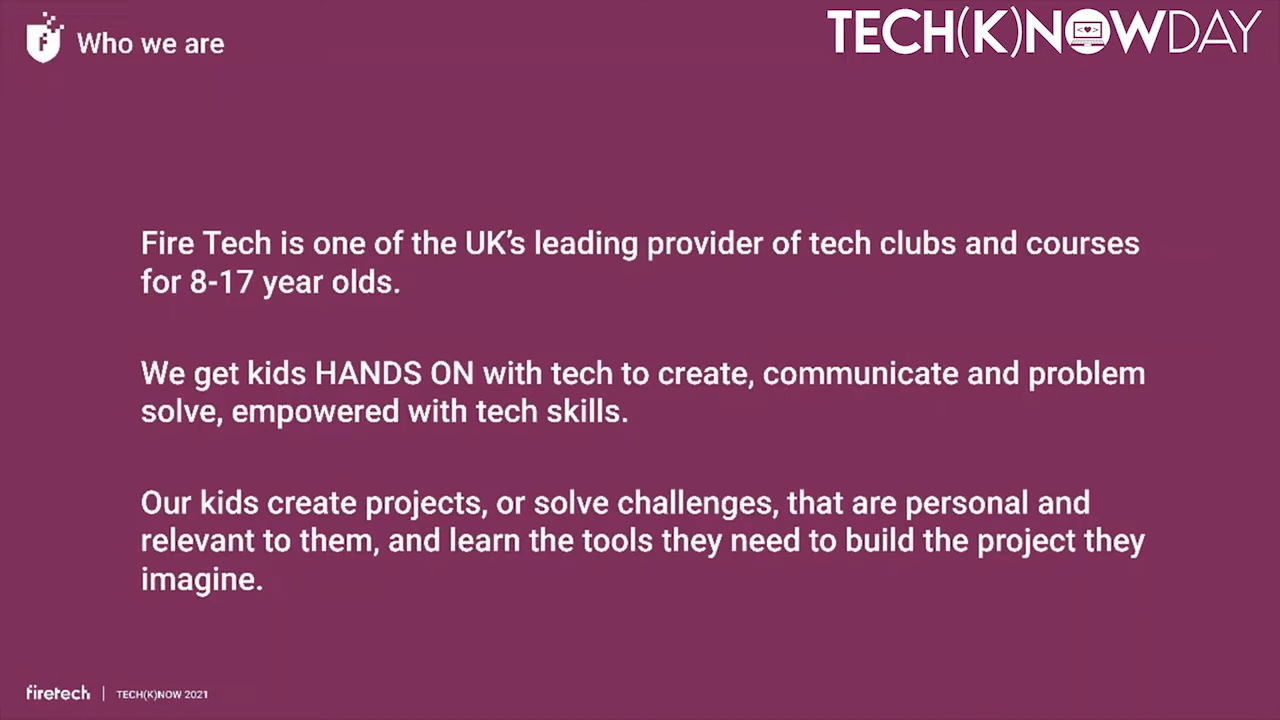 Who we are
TECH(K)NOWDAY
Fire Tech is one of the UK's leading provider of tech clubs and courses
for 8-17 year olds.
We get kids HANDS ON with tech to create, communicate and problem
solve, empowered with tech skills.
Our kids create projects, or solve challenges, that are personal and
relevant to them, and learn the tools they need to build the project they
imagine.
firetech | TECH(K)NOW 2021